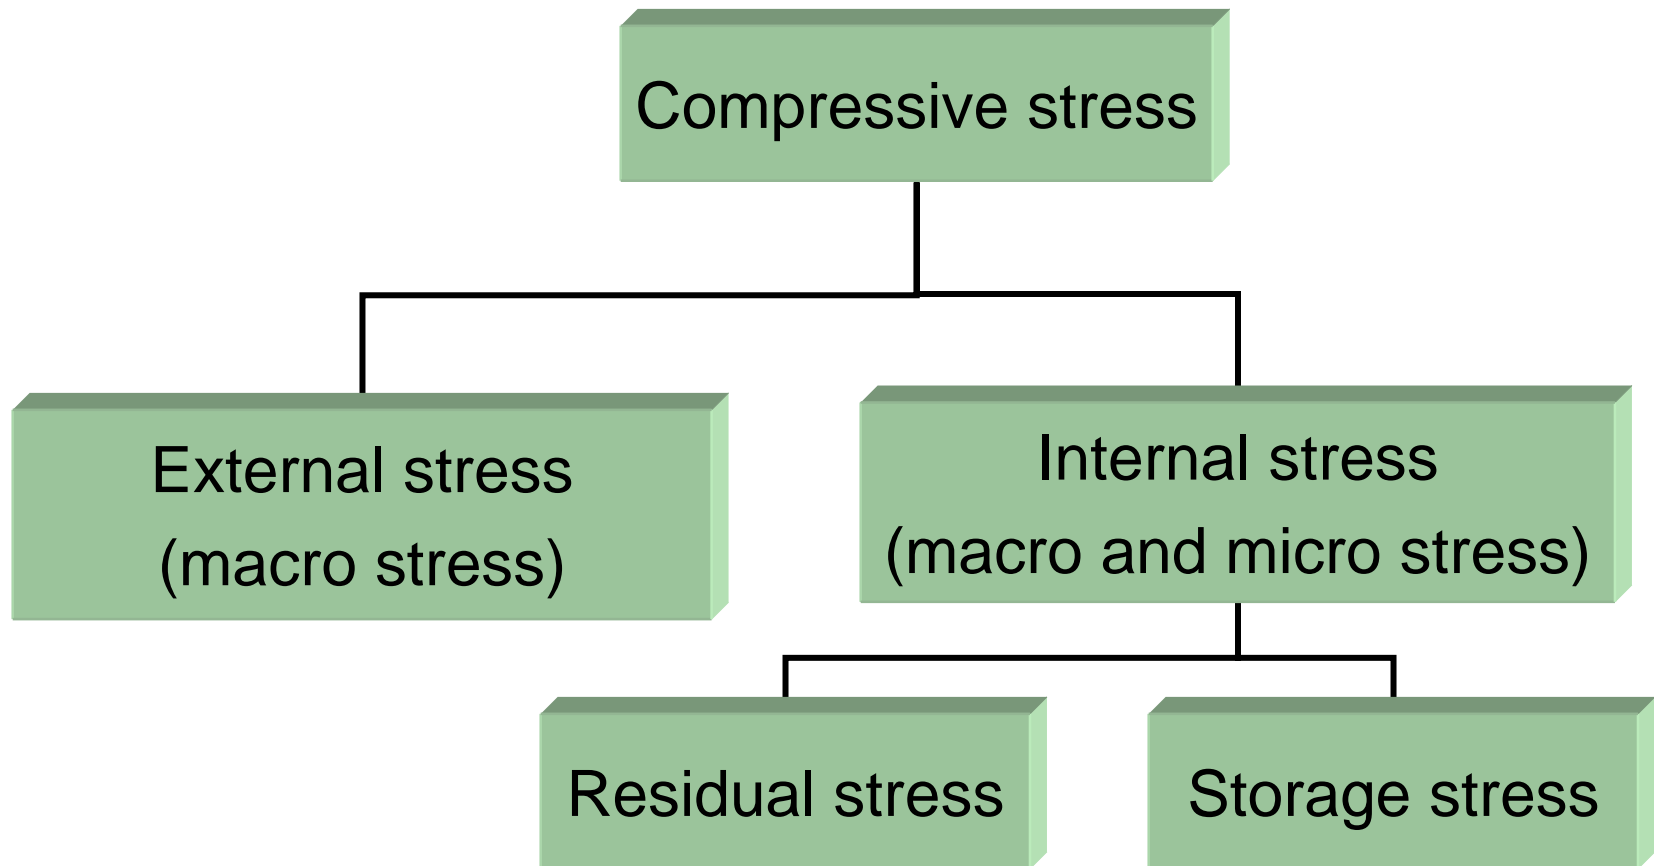 Compressive stress
External stress
(macro stress)
Internal stress
(macro and micro stress)
Residual stress
Storage stress